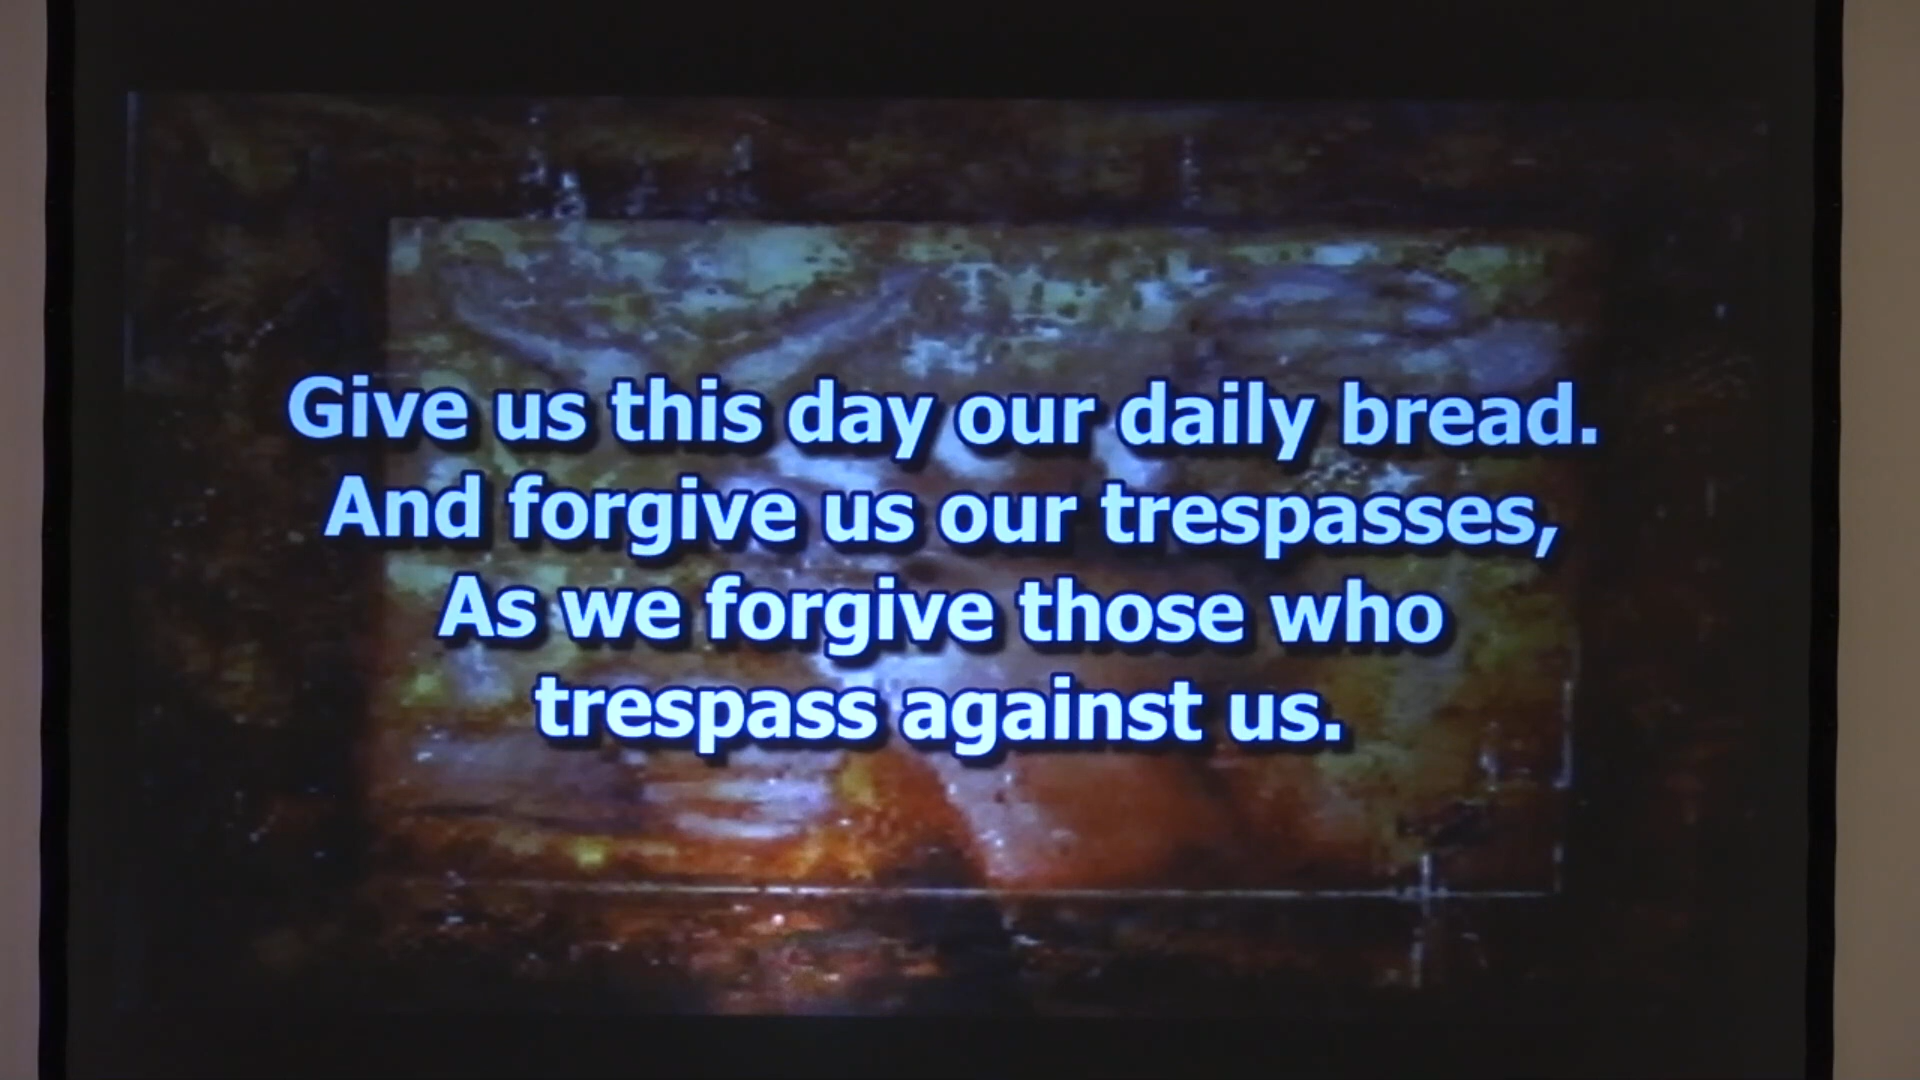 Give us this day our daily bread.
And forgive us our trespasses,
As we forgive those who
trespass against us.